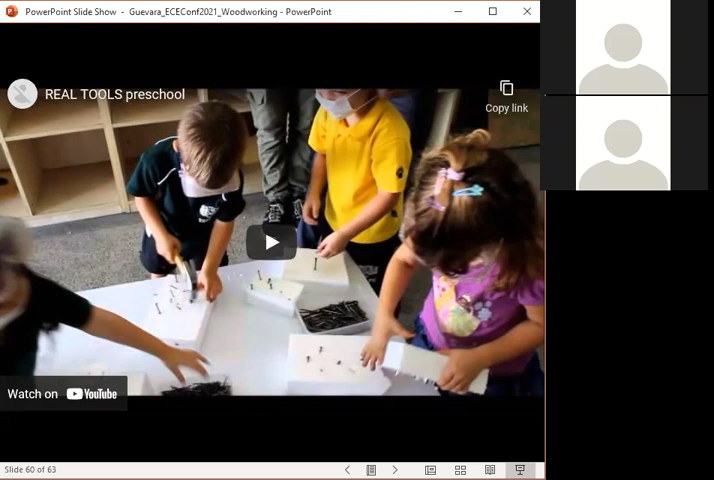 PowerPoint Slide Show - Guevara_ECEConf2021_Woodworking - PowerPoint
REAL TOOLS preschool
Copy link
Watch on YouTube
Slide 60 of 63